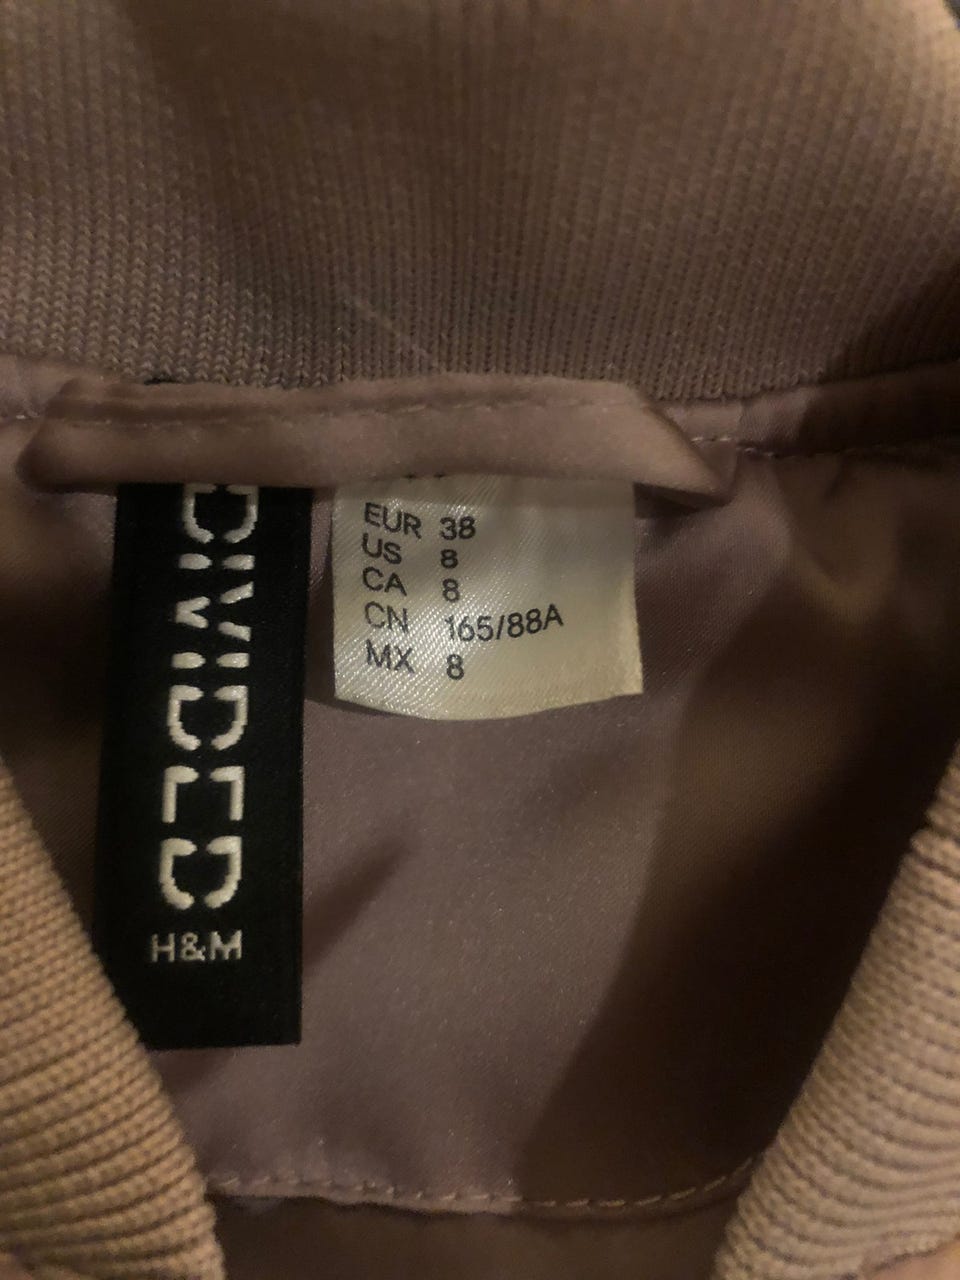 DIVIDED
H&M
EUR 38
US 8
CA 8
CN 165/88A
MX 8